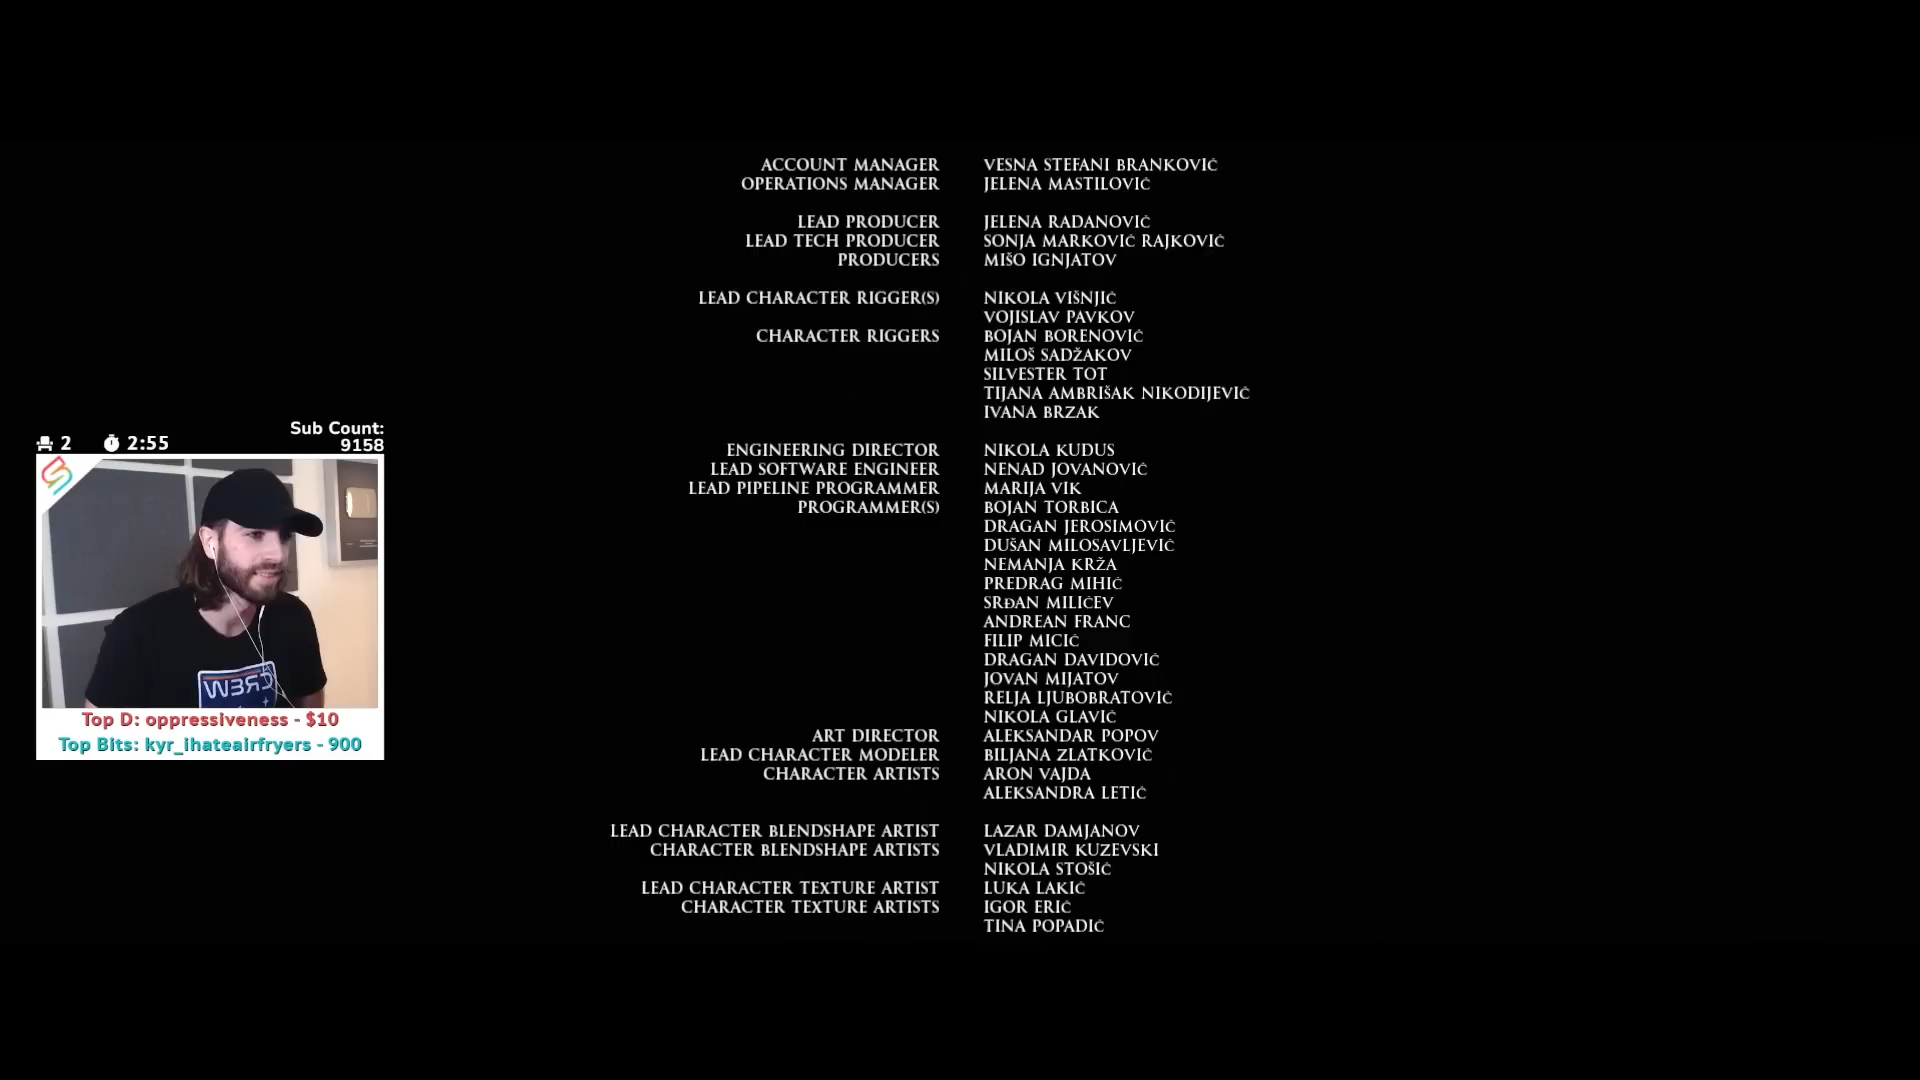 ACCOUNT MANAGER VESNA STEFANI BRANKOVIĆ
OPERATIONS MANAGER JELENA MASTILOVIĆ
LEAD PRODUCER JELENA RADANOVIĆ
LEAD TECH PRODUCER SONJA MARKOVIĆ RAJKOVIĆ
PRODUCERS MIŠO IGNJATOV
LEAD CHARACTER RIGGER(S) NIKOLA VIŠNJIĆ
VOJISLAV PAVKOV
CHARACTER RIGGERS BOJAN BORENOVIĆ
MILOŠ SADŽAKOV
SILVESTER TOT
TIJANA AMBRIŠAK NIKODIJEVIĆ
IVANA BRZAK
ENGINEERING DIRECTOR NIKOLA KUDUS
LEAD SOFTWARE ENGINEER NENAD JOVANOVIĆ
LEAD PIPELINE PROGRAMMER MARIJA VIK
PROGRAMMER(S) BOJAN TORBICA
DRAGAN JEROSIMOVIĆ
DUŠAN MILOSAVLJEVIĆ
NEMANJA KRŽA
PREDRAG MIHIĆ
SRĐAN MILIĆEV
ANDREAN FRANC
FILIP MICIĆ
DRAGAN DAVIDOVIĆ
JOVAN MIJATOV
RELJA LJUBOBRATOVIĆ
NIKOLA GLAVIĆ
ART DIRECTOR ALEKSANDAR POPOV
LEAD CHARACTER MODELER BILJANA ZLATKOVIĆ
CHARACTER ARTISTS ARON VAJDA
ALEKSANDRA LETIĆ
LEAD CHARACTER BLENDSHAPE ARTIST LAZAR DAMJANOV
CHARACTER BLENDSHAPE ARTISTS VLADIMIR KUZEVSKI
NIKOLA STOŠIĆ
LEAD CHARACTER TEXTURE ARTIST LUKA LAKIĆ
CHARACTER TEXTURE ARTISTS IGOR ERIĆ
TINA POPADIĆ
Sub Count:
2 2:55 9158
Top D: oppressiveness - $10
Top Bits: kyr_ihateairfryers - 900